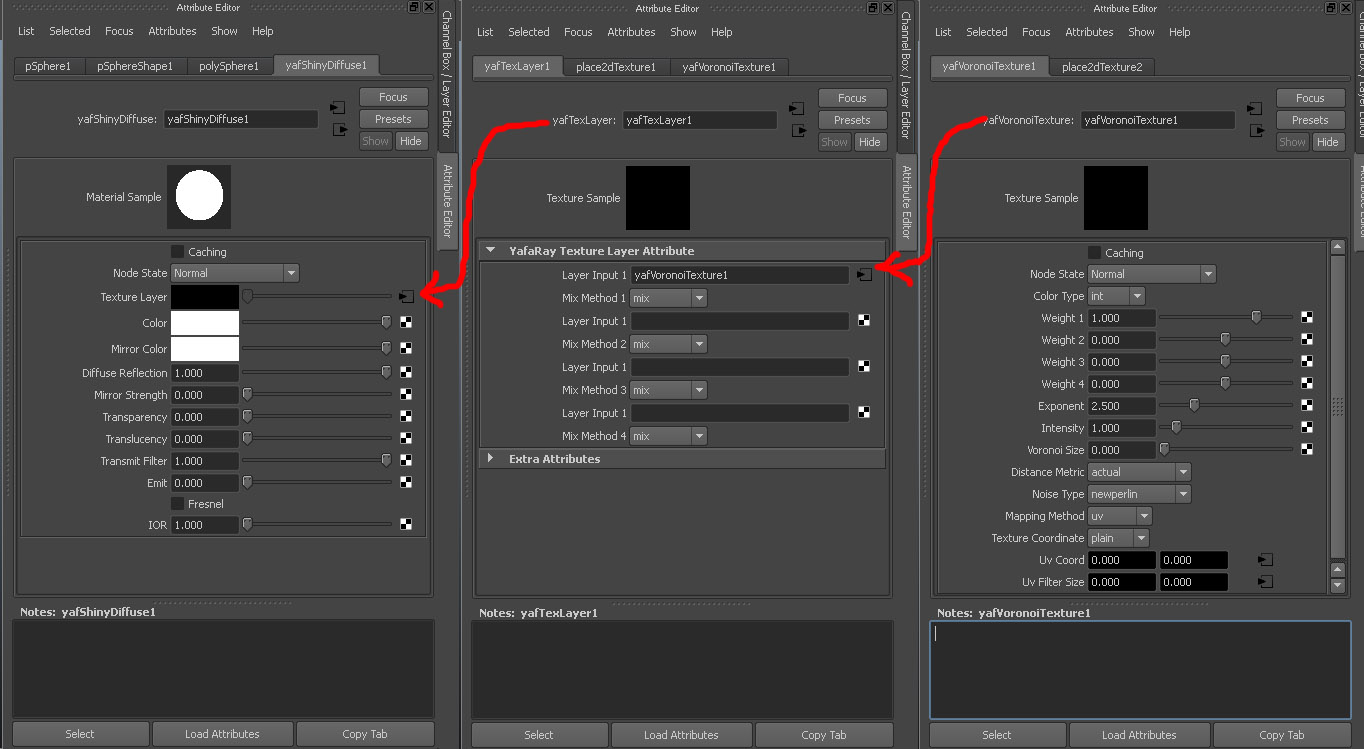 Attribute Editor
List Selected Focus Attributes Show Help
pSphere1 pSphereShape1 polySphere1 yafShinyDiffuse1
Focus
yafShinyDiffuse: yafShinyDiffuse1 Presets
Show Hide
Material Sample
Caching
Node State Normal
Texture Layer
Color
Mirror Color
Diffuse Reflection 1.000
Mirror Strength 0.000
Transparency 0.000
Translucency 0.000
Transmit Filter 1.000
Emit 0.000
Fresnel
IOR 1.000
Notes: yafShinyDiffuse1
Select Load Attributes Copy Tab
Channel Box / Layer Editor
Attribute Editor
Attribute Editor
List Selected Focus Attributes Show Help
yafTexLayer1 place2dTexture1 yafVoronoiTexture1
Focus
yafTexLayer: yafTexLayer1 Presets
Show Hide
Texture Sample
YafaRay Texture Layer Attribute
Layer Input 1 yafVoronoiTexture1
Mix Method 1 mix
Layer Input 1
Mix Method 2 mix
Layer Input 1
Mix Method 3 mix
Layer Input 1
Mix Method 4 mix
Extra Attributes
Notes: yafTexLayer1
Select Load Attributes Copy Tab
Channel Box / Layer Editor
Attribute Editor
Attribute Editor
List Selected Focus Attributes Show Help
yafVoronoiTexture1 place2dTexture2
Focus
yafVoronoiTexture: yafVoronoiTexture1 Presets
Show Hide
Texture Sample
Caching
Node State Normal
Color Type int
Weight 1 1.000
Weight 2 0.000
Weight 3 0.000
Weight 4 0.000
Exponent 2.500
Intensity 1.000
Voronoi Size 0.000
Distance Metric actual
Noise Type newperlin
Mapping Method uv
Texture Coordinate plain
Uv Coord 0.000 0.000
Uv Filter Size 0.000 0.000
Notes: yafVoronoiTexture1
Select Load Attributes Copy Tab